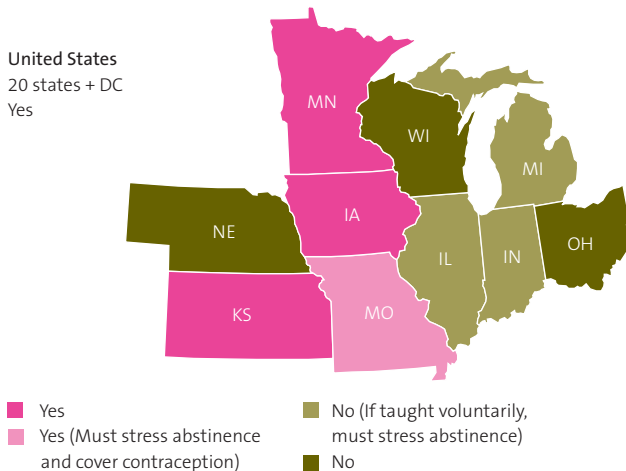 United States
20 states + DC
Yes
MN
WI
MI
NE
IA
IL
IN
OH
KS
MO
Yes
Yes (Must stress abstinence
and cover contraception)
No (If taught voluntarily,
must stress abstinence)
No